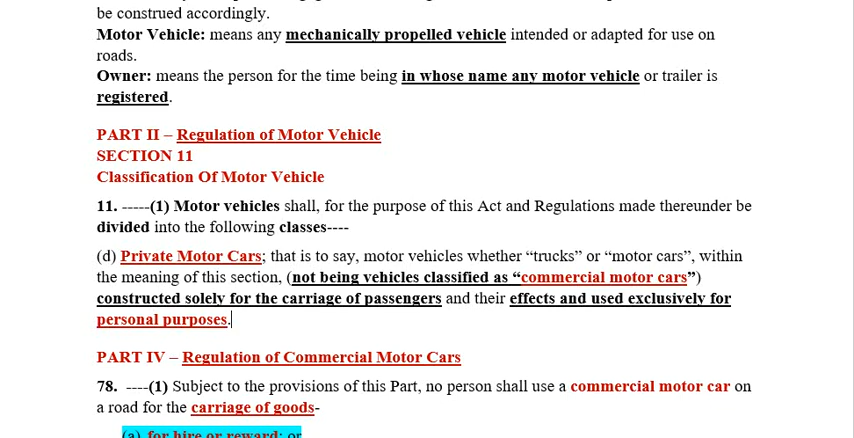 be construed accordingly.
Motor Vehicle: means any mechanically propelled vehicle intended or adapted for use on
roads.
Owner: means the person for the time being in whose name any motor vehicle or trailer is
registered.
PART II – Regulation of Motor Vehicle
SECTION 11
Classification Of Motor Vehicle
11. -----(1) Motor vehicles shall, for the purpose of this Act and Regulations made thereunder be
divided into the following classes----
(d) Private Motor Cars; that is to say, motor vehicles whether “trucks” or “motor cars”, within
the meaning of this section, (not being vehicles classified as “commercial motor cars”)
constructed solely for the carriage of passengers and their effects and used exclusively for
personal purposes.
PART IV – Regulation of Commercial Motor Cars
78. ----(1) Subject to the provisions of this Part, no person shall use a commercial motor car on
a road for the carriage of goods-
(a) for hire or reward; or